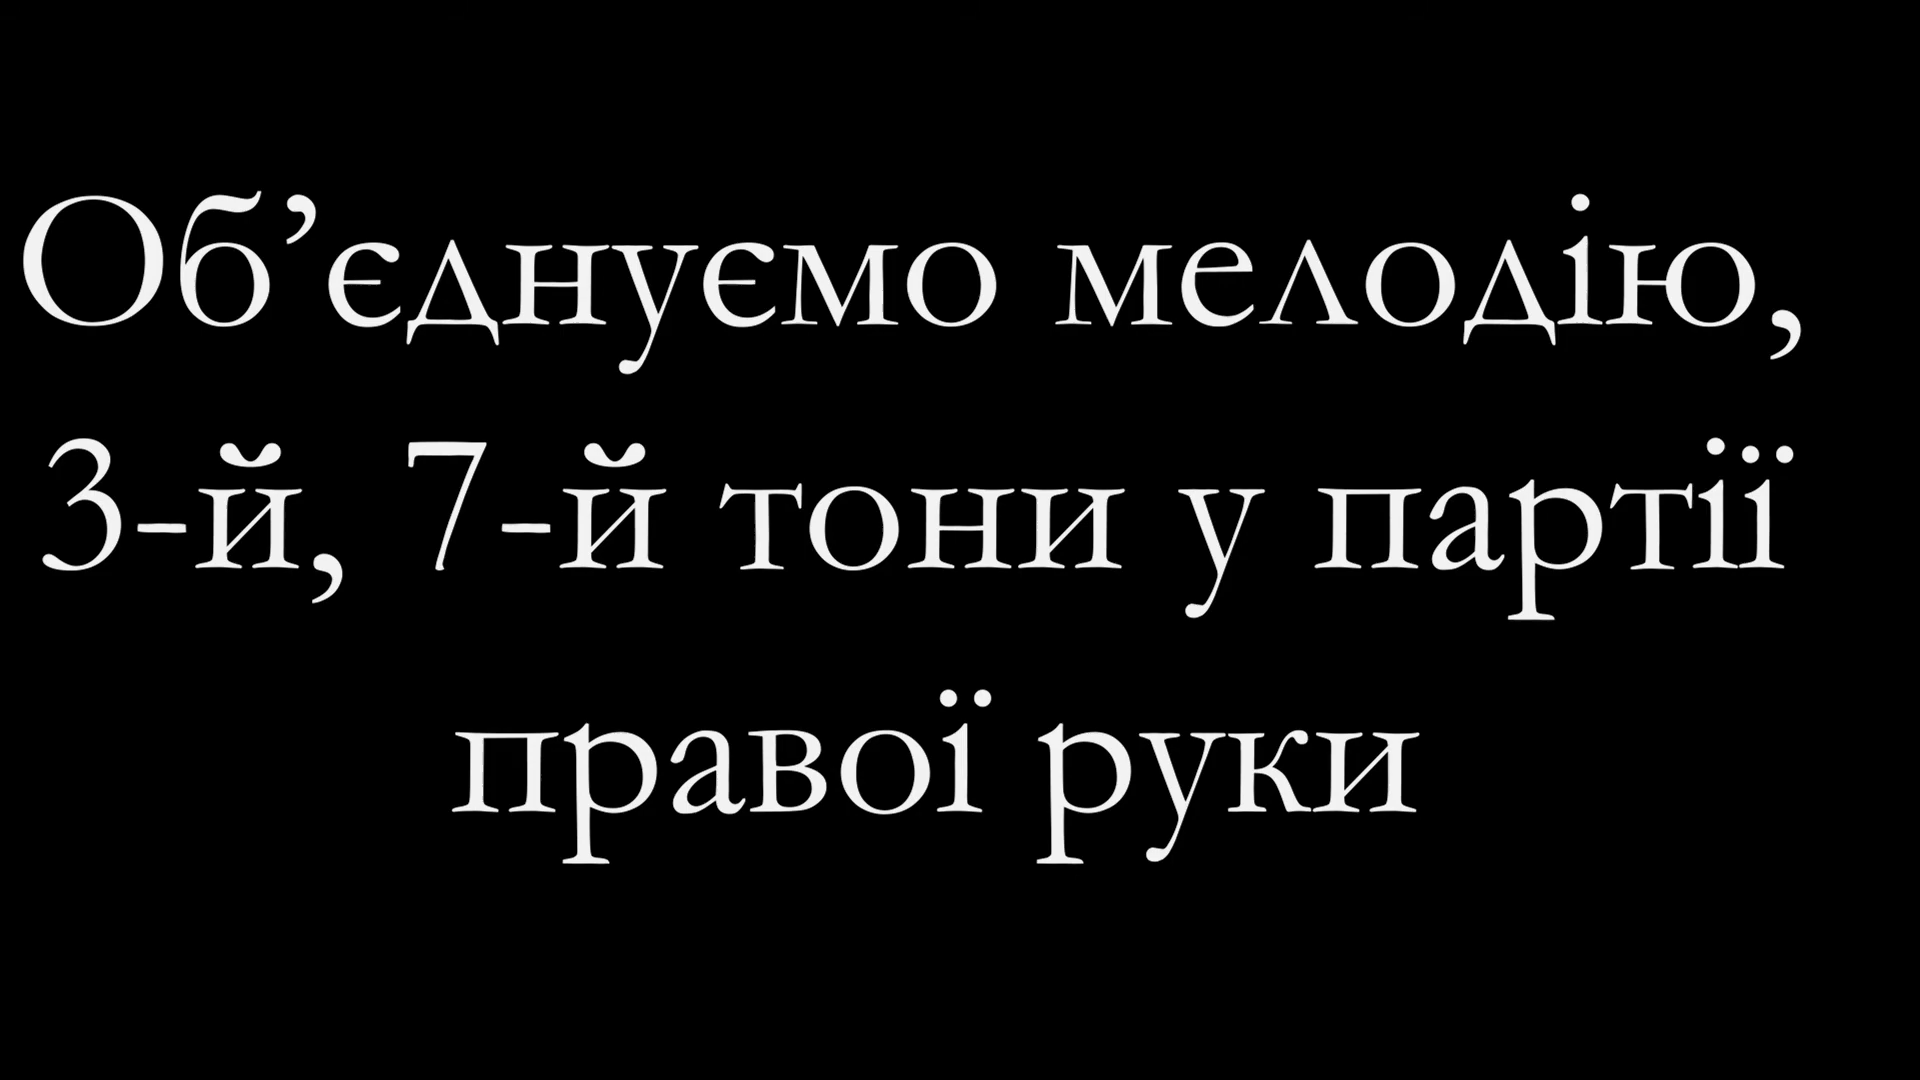 Об’єднуємо мелодію,
3-й, 7-й тони у партії
правої руки